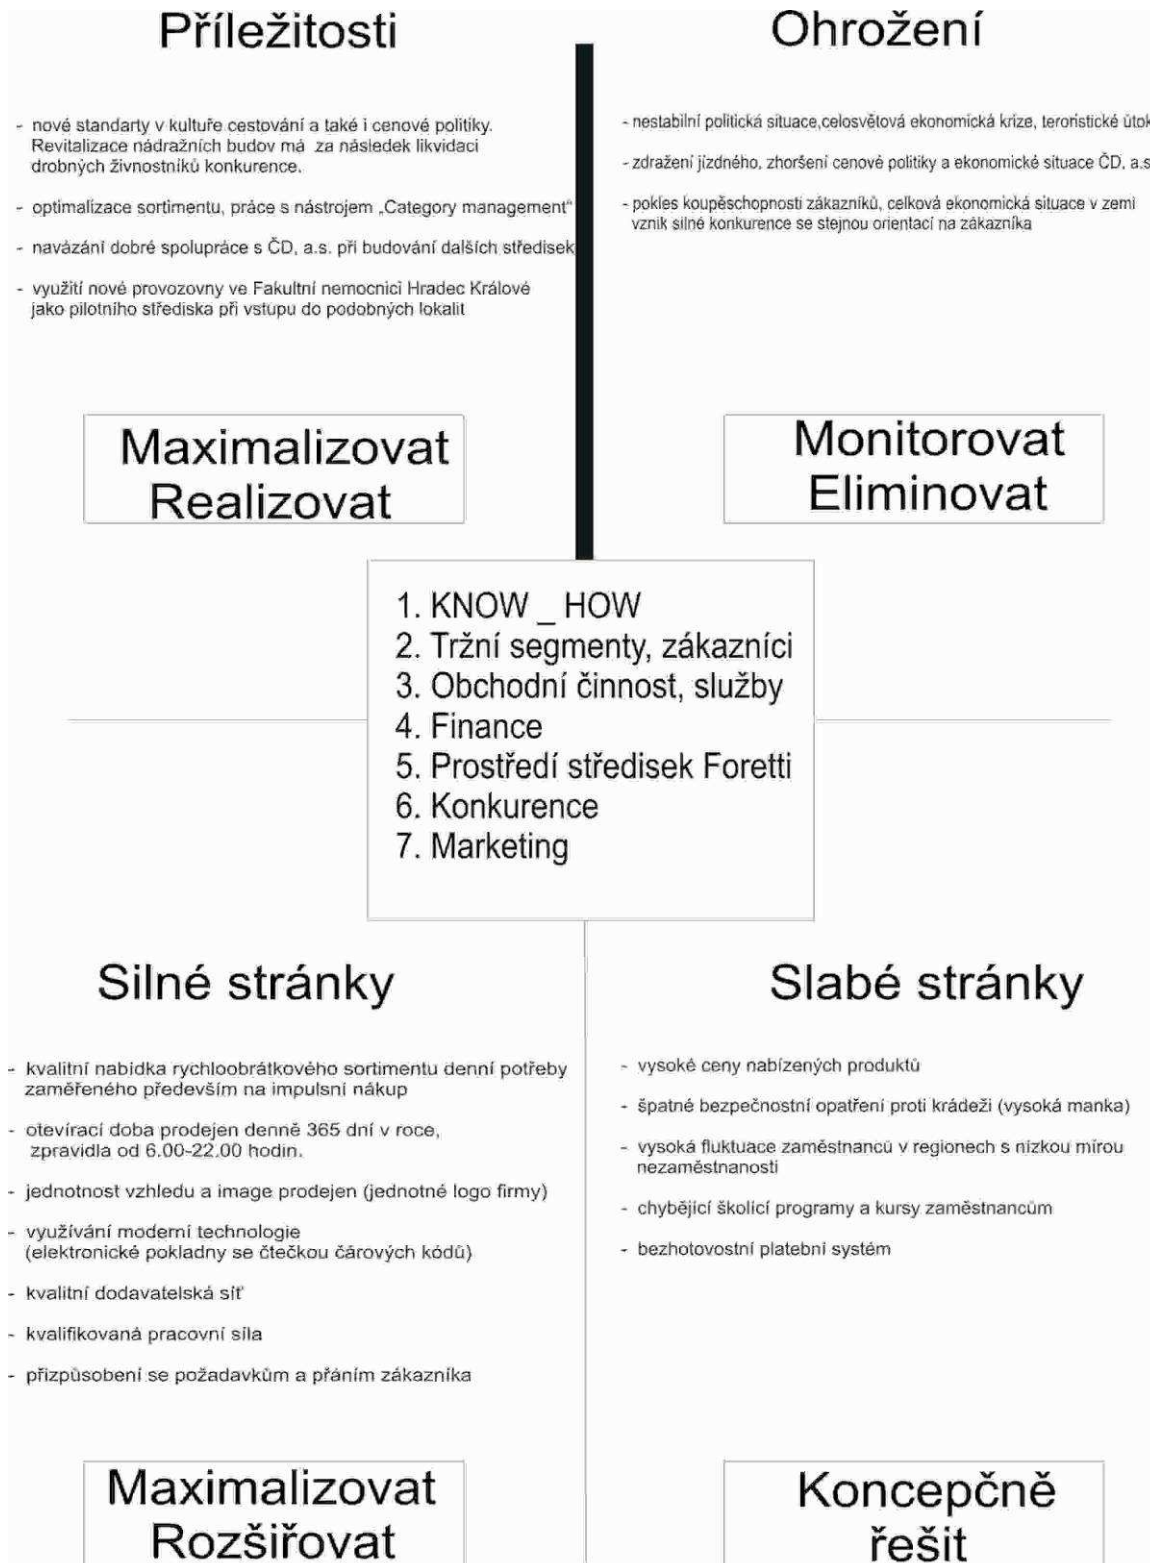 Příležitosti
- nové standarty v kultuře cestování a také i cenové politiky.
Revitalizace nádražních budov má za následek likvidaci
drobných živnostníků konkurence.
- optimalizace sortimentu, práce s nástrojem „Category management“
- navázání dobré spolupráce s ČD, a.s. při budování dalších středisek
- využití nové provozovny ve Fakultní nemocnici Hradec Králové
jako pilotního střediska při vstupu do podobných lokalit
Maximalizovat
Realizovat
Ohrožení
- nestabilní politická situace,celosvětová ekonomická krize, teroristické útok
- zdražení jízdného, zhoršení cenové politiky a ekonomické situace ČD, a.s
- pokles koupěschopnosti zákazníků, celková ekonomická situace v zemi
vznik silné konkurence se stejnou orientací na zákazníka
Monitorovat
Eliminovat
1. KNOW _ HOW
2. Tržní segmenty, zákazníci
3. Obchodní činnost, služby
4. Finance
5. Prostředí středisek Foretti
6. Konkurence
7. Marketing
Silné stránky
- kvalitní nabídka rychloobrátkového sortimentu denní potřeby
zaměřeného především na impulsní nákup
- otevírací doba prodejen denně 365 dní v roce,
zpravidla od 6.00-22.00 hodin.
- jednotnost vzhledu a image prodejen (jednotné logo firmy)
- využívání moderní technologie
(elektronické pokladny se čtečkou čárových kódů)
- kvalitní dodavatelská síť
- kvalifikovaná pracovní síla
- přizpůsobení se požadavkům a přáním zákazníka
Maximalizovat
Rozšiřovat
Slabé stránky
- vysoké ceny nabízených produktů
- špatné bezpečnostní opatření proti krádeži (vysoká manka)
- vysoká fluktuace zaměstnanců v regionech s nízkou mírou
nezaměstnanosti
- chybějící školící programy a kursy zaměstnancům
- bezhotovostní platební systém
Koncepčně
řešit